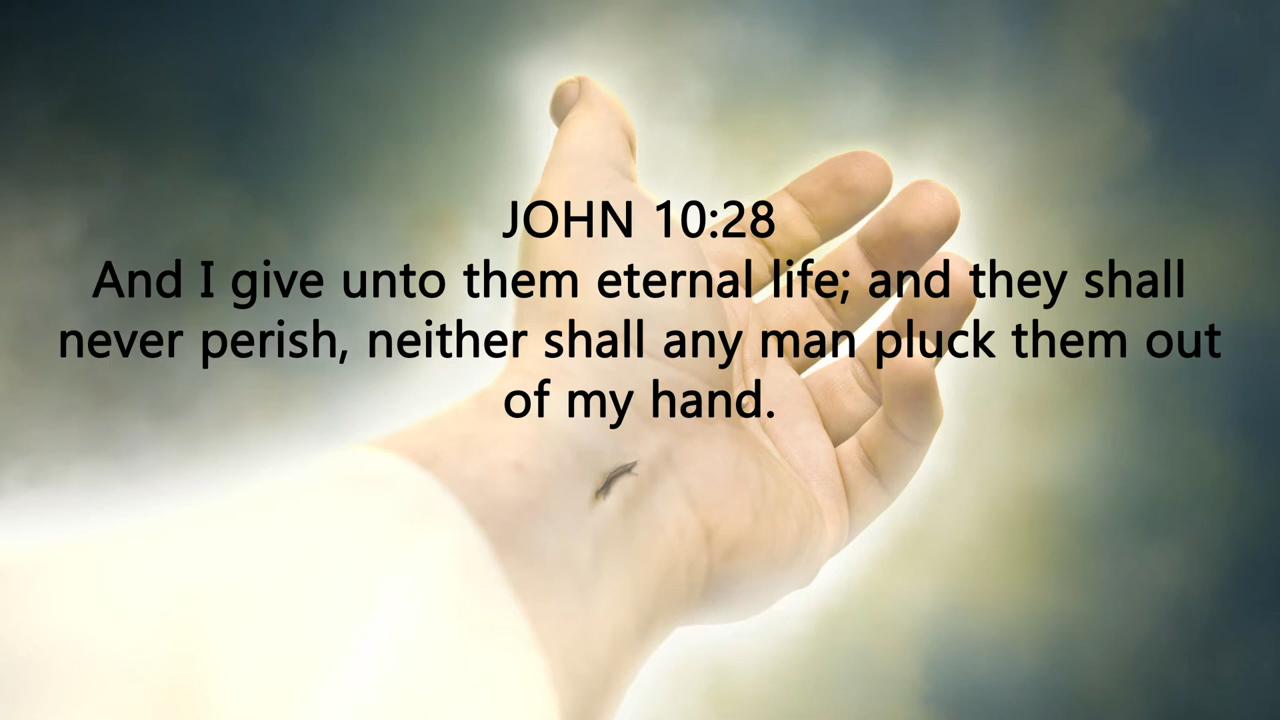 JOHN 10:28
And I give unto them eternal life; and they shall
never perish, neither shall any man pluck them out
of my hand.